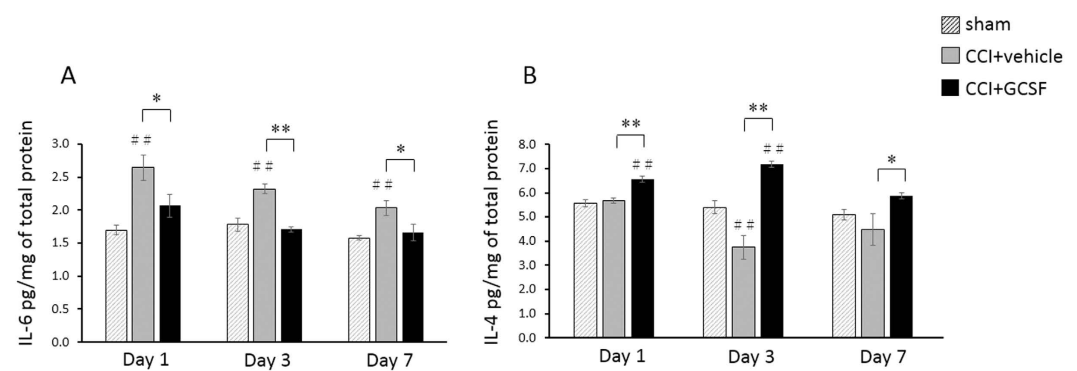 sham
CCI+vehicle
CCI+GCSF
A
IL-6 pg/mg of total protein
3.0
2.5
2.0
1.5
1.0
0.5
0.0
##
*
##
**
##
*
Day 1
Day 3
Day 7
B
IL-4 pg/mg of total protein
8.0
7.0
6.0
5.0
4.0
3.0
2.0
1.0
0.0
**
##
##
**
##
*
Day 1
Day 3
Day 7